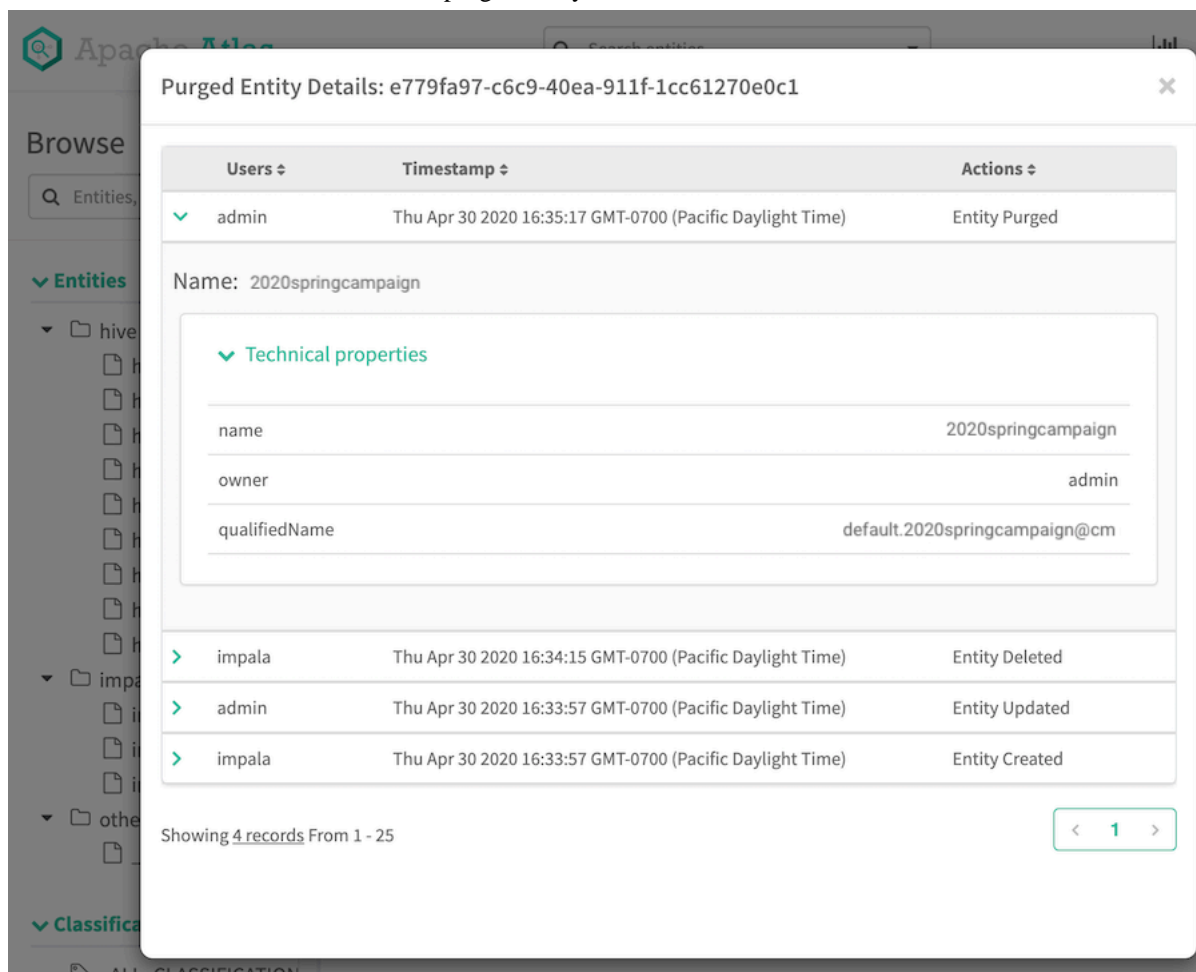 Apache Atlas
Search entities
Purged Entity Details: e779fa97-c6c9-40ea-911f-1cc61270e0c1
×
Browse
Entities,
Users Timestamp Actions
admin Thu Apr 30 2020 16:35:17 GMT-0700 (Pacific Daylight Time) Entity Purged
Entities
Name: 2020springcampaign
hive
Technical properties
name 2020springcampaign
owner admin
qualifiedName default.2020springcampaign@cm
impala Thu Apr 30 2020 16:34:15 GMT-0700 (Pacific Daylight Time) Entity Deleted
impa
admin Thu Apr 30 2020 16:33:57 GMT-0700 (Pacific Daylight Time) Entity Updated
impala Thu Apr 30 2020 16:33:57 GMT-0700 (Pacific Daylight Time) Entity Created
othe
Showing 4 records From 1 - 25
< 1 >
Classifica